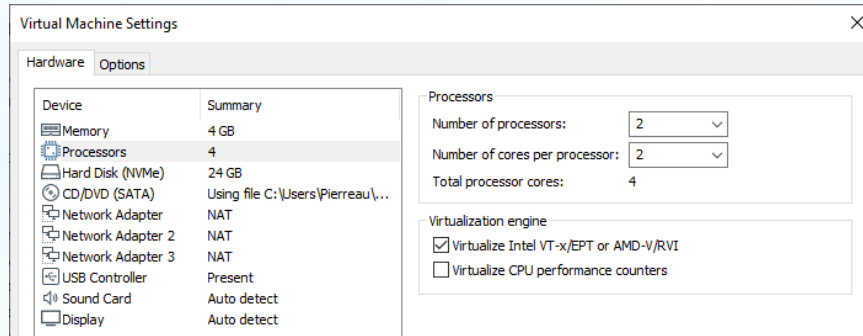 Virtual Machine Settings
Hardware Options
Device Summary
Memory 4 GB
Processors 4
Hard Disk (NVMe) 24 GB
CD/DVD (SATA) Using file C:\Users\Pierreau\...
Network Adapter NAT
Network Adapter 2 NAT
Network Adapter 3 NAT
USB Controller Present
Sound Card Auto detect
Display Auto detect
Processors
Number of processors: 2
Number of cores per processor: 2
Total processor cores: 4
Virtualization engine
Virtualize Intel VT-x/EPT or AMD-V/RVI
Virtualize CPU performance counters